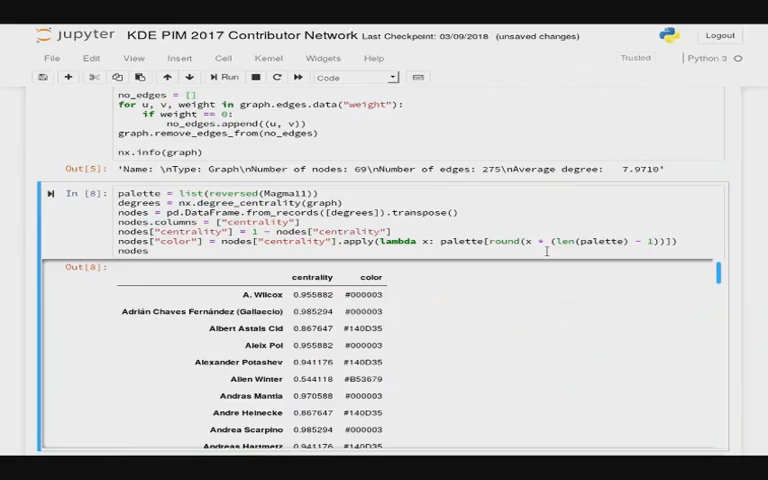 jupyter KDE PIM 2017 Contributor Network Last Checkpoint: 03/09/2018 (unsaved changes) Logout
File Edit View Insert Cell Kernel Widgets Help Trusted Python 3
Run Code
no_edges = []
for u, v, weight in graph.edges.data("weight"):
if weight == 0:
no_edges.append((u, v))
graph.remove_edges_from(no_edges)
nx.info(graph)
Out[5]: 'Name: \nType: Graph\nNumber of nodes: 69\nNumber of edges: 275\nAverage degree: 7.9710'
In [8]: palette = list(reversed(Magma11))
degrees = nx.degree_centrality(graph)
nodes = pd.DataFrame.from_records([degrees]).transpose()
nodes.columns = ["centrality"]
nodes["centrality"] = 1 - nodes["centrality"]
nodes["color"] = nodes["centrality"].apply(lambda x: palette[round(x * (len(palette) - 1))])
nodes
Out[8]:
centrality color
A. Wilcox 0.955882 #000003
Adrián Chaves Fernández (Gallaecio) 0.985294 #000003
Albert Astals Cid 0.867647 #140D35
Aleix Pol 0.955882 #000003
Alexander Potashev 0.941176 #140D35
Allen Winter 0.544118 #B53679
Andras Mantia 0.970588 #000003
Andre Heinecke 0.867647 #140D35
Andrea Scarpino 0.985294 #000003
Andreas Hartmetz 0.941176 #140D35